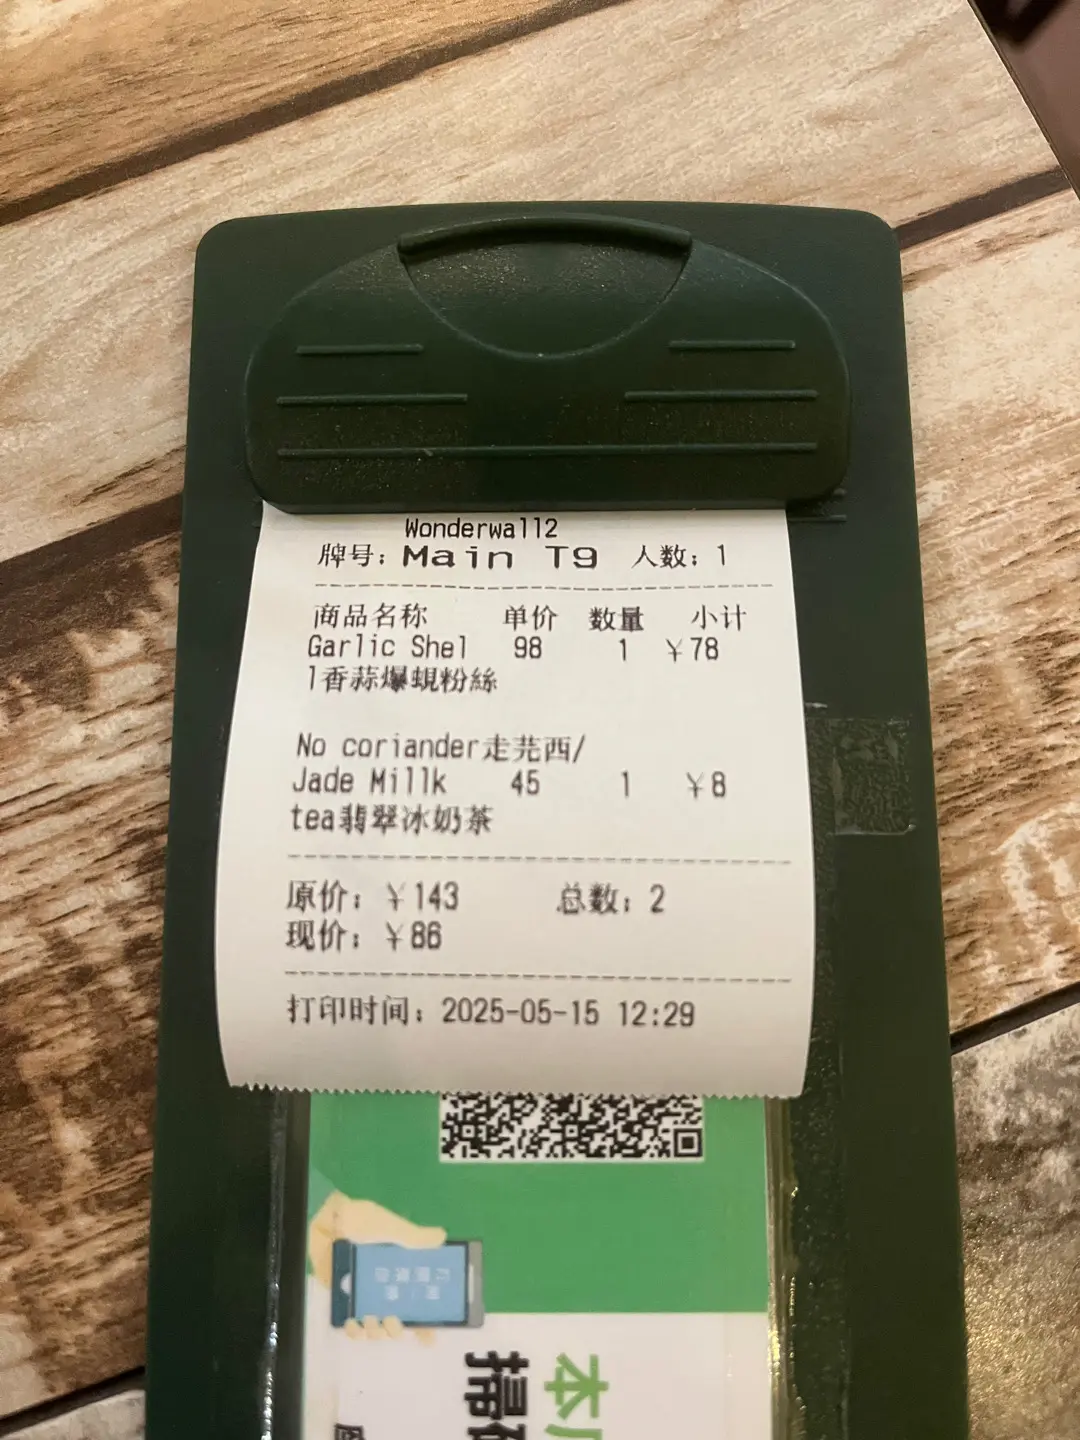 Wonderwall2
牌号：Main T9 人数：1
商品名称 单价 数量 小计
Garlic Shel 98 1 ￥78
l香蒜爆蜆粉絲
No coriander走芫西/
Jade Millk 45 1 ￥8
tea翡翠冰奶茶
原价：￥143 总数：2
现价：￥86
打印时间：2025-05-15 12:29
本
掃